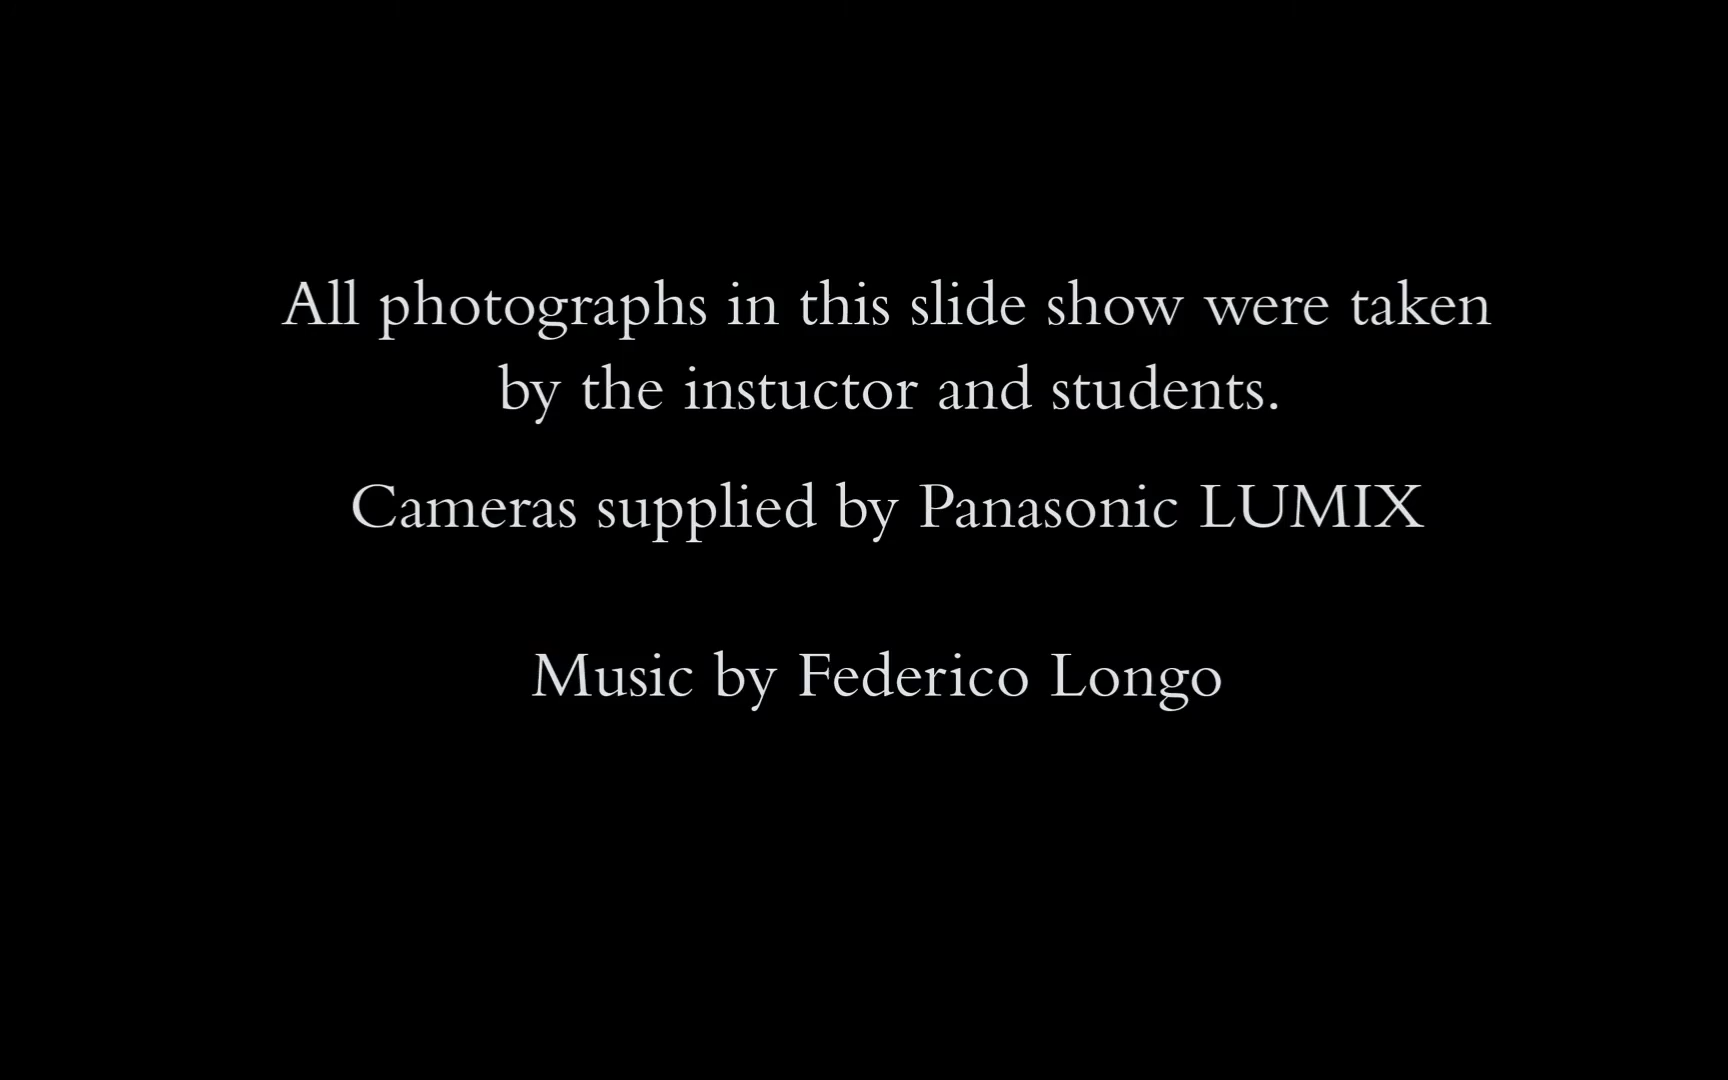 All photographs in this slide show were taken
by the instuctor and students.
Cameras supplied by Panasonic LUMIX
Music by Federico Longo